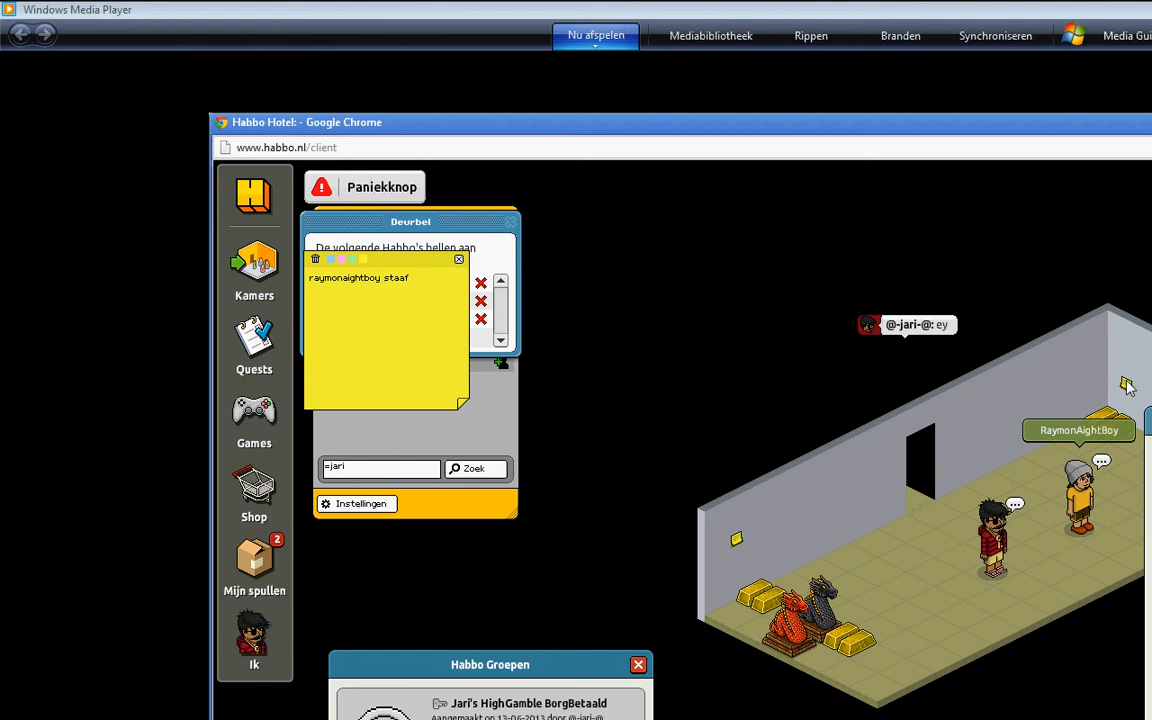 Windows Media Player
Nu afspelen
Mediabibliotheek
Rippen
Branden
Synchroniseren
Media Gui
Habbo Hotel: - Google Chrome
www.habbo.nl/client
Paniekknop
Deurbel
De volgende Habbo's bellen aan
raymonaightboy staaf
Kamers
Quests
Games
Shop
2
Mijn spullen
Ik
=jari
Zoek
Instellingen
@-jari-@: ey
RaymonAightBoy
Habbo Groepen
Jari's HighGamble BorgBetaald
Aangemaakt op 13-06-2013 door @-jari-@